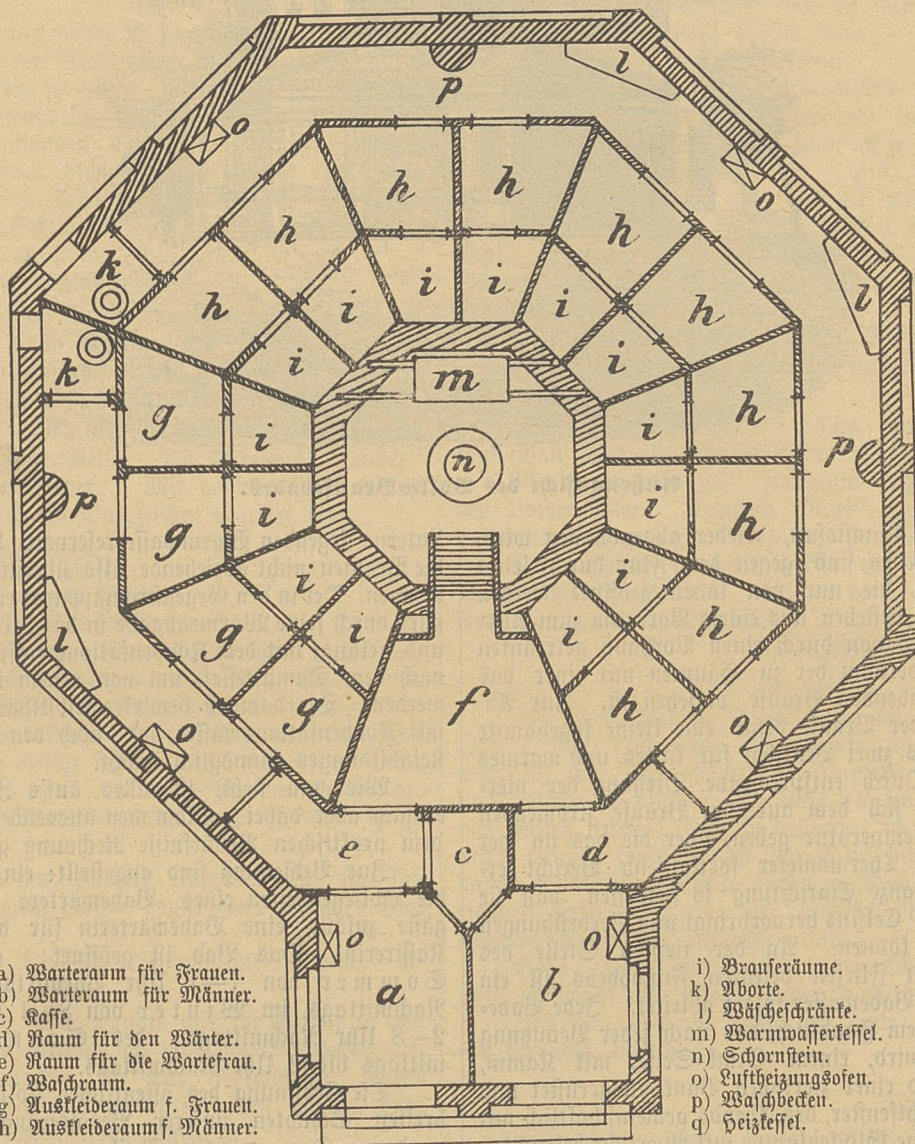 l
p
o
o
h h
h h
k i i l
h i i h
i i
k m
g i i h
n p
p
g i i h
i i h
g i i
l g f h
o o
e c d
o o
a b
a) Warteraum für Frauen.
b) Warteraum für Männer.
c) Kasse.
d) Raum für den Wärter.
e) Raum für die Wartefrau
f) Waschraum.
g) Auskleideraum f. Frauen.
h) Auskleideraum f. Männer.
i) Brauseräume.
k) Aborte.
l) Wäscheschränke.
m) Warmwasserkessel.
n) Schornstein.
o) Luftheizungsofen.
p) Waschbecken.
q) Heizkessel.